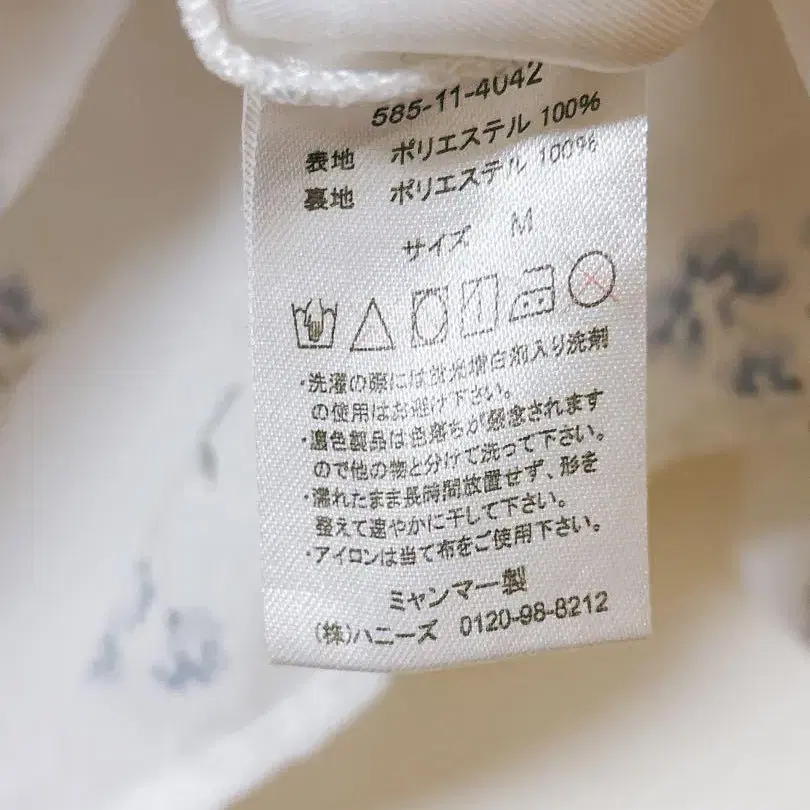 585-11-4042
表地 ポリエステル 100%
裏地 ポリエステル 100%
サイズ M
・洗濯の際には蛍光増白剤入り洗剤
の使用はお避け下さい。
・濃色製品は色落ちが懸念されます
ので他の物と分けて洗って下さい。
・濡れたまま長時間放置せず、形を
整えて速やかに干して下さい。
・アイロンは当て布をご使用下さい。
ミャンマー製
(株)ハニーズ 0120-98-8212